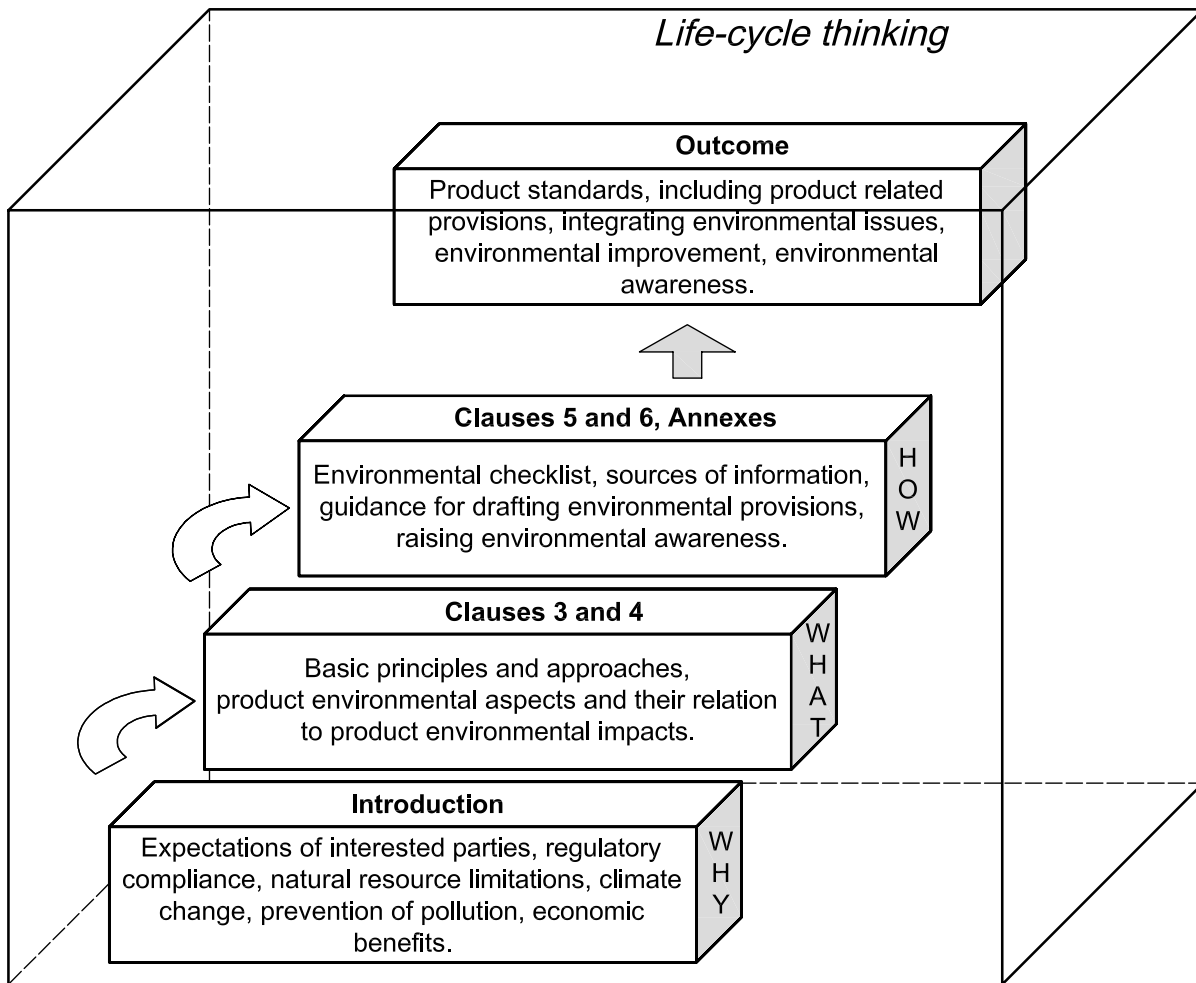 Life-cycle thinking
Outcome
Product standards, including product related
provisions, integrating environmental issues,
environmental improvement, environmental
awareness.
Clauses 5 and 6, Annexes
Environmental checklist, sources of information,
guidance for drafting environmental provisions,
raising environmental awareness.
H
O
W
Clauses 3 and 4
Basic principles and approaches,
product environmental aspects and their relation
to product environmental impacts.
W
H
A
T
Introduction
Expectations of interested parties, regulatory
compliance, natural resource limitations, climate
change, prevention of pollution, economic
benefits.
W
H
Y